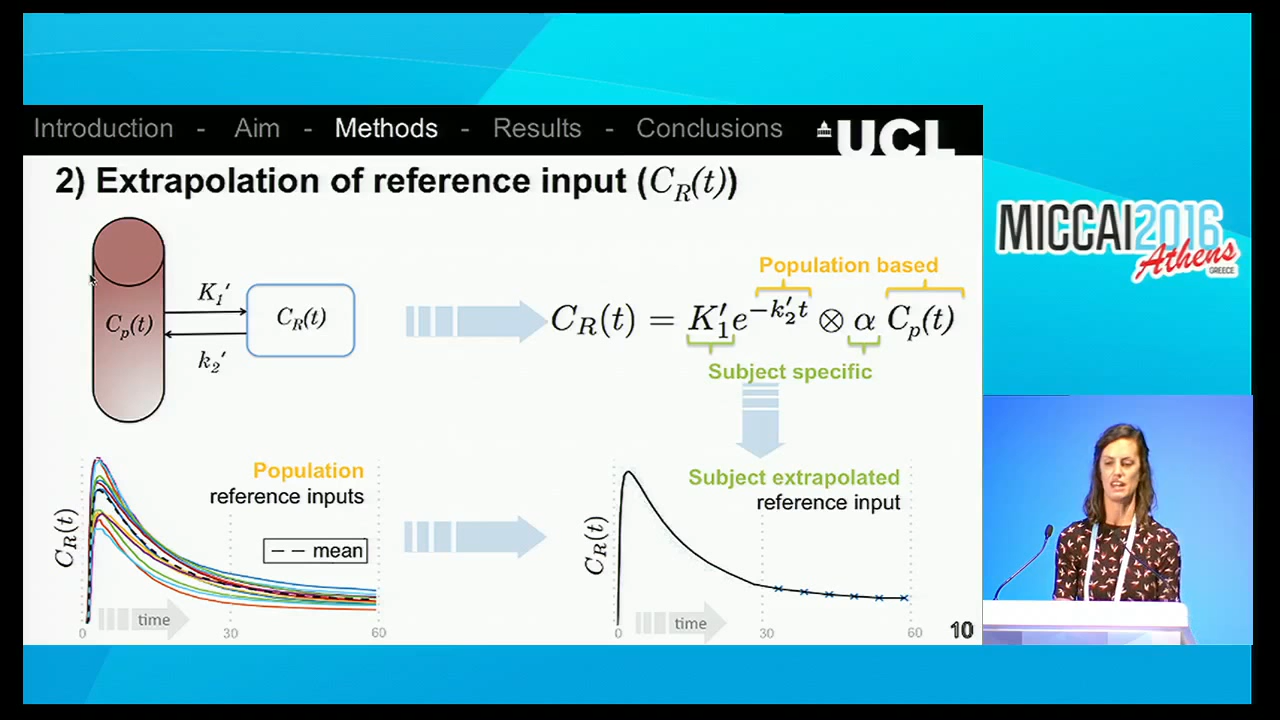 Introduction - Aim - Methods - Results - Conclusions
UCL
2) Extrapolation of reference input (C_R(t))
K₁'
C_p(t)
C_R(t)
k₂'
Population based
C_R(t) = K₁'e^{-k₂'t} ⊗ α C_p(t)
Subject specific
Population
reference inputs
C_R(t)
-- mean
time
0 30 60
Subject extrapolated
reference input
C_R(t)
time
0 30 60
10
MICCAI2016
Athens
GREECE